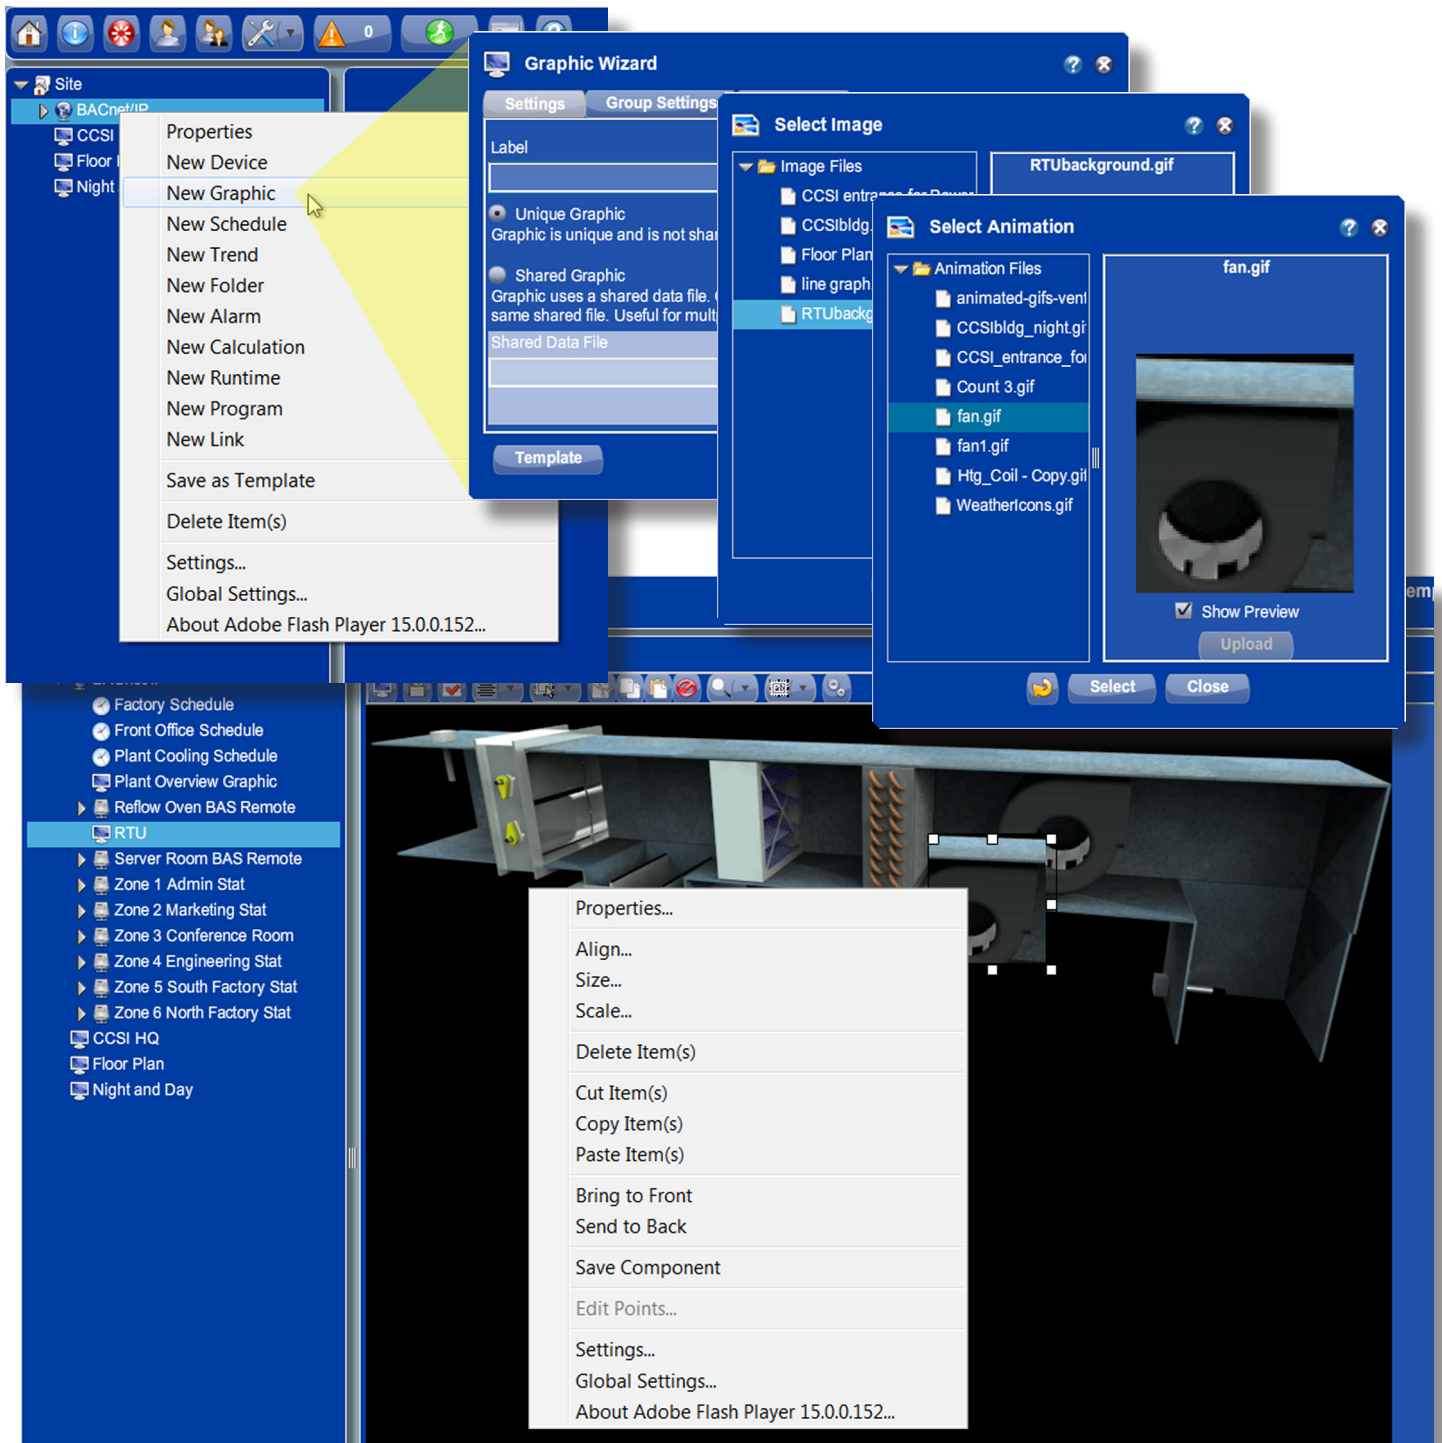 0
Site
BACnet/IP
CCSI
Floor
Night
Properties
New Device
New Graphic
New Schedule
New Trend
New Folder
New Alarm
New Calculation
New Runtime
New Program
New Link
Save as Template
Delete Item(s)
Settings...
Global Settings...
About Adobe Flash Player 15.0.0.152...
Graphic Wizard
Settings
Group Settings
Label
Unique Graphic
Graphic is unique and is not shar
Shared Graphic
Graphic uses a shared data file.
same shared file. Useful for mult
Shared Data File
Template
Select Image
Image Files
CCSI entrance for Power
CCSIbldg.
Floor Plan
line graph
RTUbackg
RTUbackground.gif
Select Animation
Animation Files
animated-gifs-vent
CCSIbldg_night.gi
CCSI_entrance_for
Count 3.gif
fan.gif
fan1.gif
Htg_Coil - Copy.gif
WeatherIcons.gif
fan.gif
Show Preview
Upload
Select
Close
emp
Factory Schedule
Front Office Schedule
Plant Cooling Schedule
Plant Overview Graphic
Reflow Oven BAS Remote
RTU
Server Room BAS Remote
Zone 1 Admin Stat
Zone 2 Marketing Stat
Zone 3 Conference Room
Zone 4 Engineering Stat
Zone 5 South Factory Stat
Zone 6 North Factory Stat
CCSI HQ
Floor Plan
Night and Day
Properties...
Align...
Size...
Scale...
Delete Item(s)
Cut Item(s)
Copy Item(s)
Paste Item(s)
Bring to Front
Send to Back
Save Component
Edit Points...
Settings...
Global Settings...
About Adobe Flash Player 15.0.0.152...